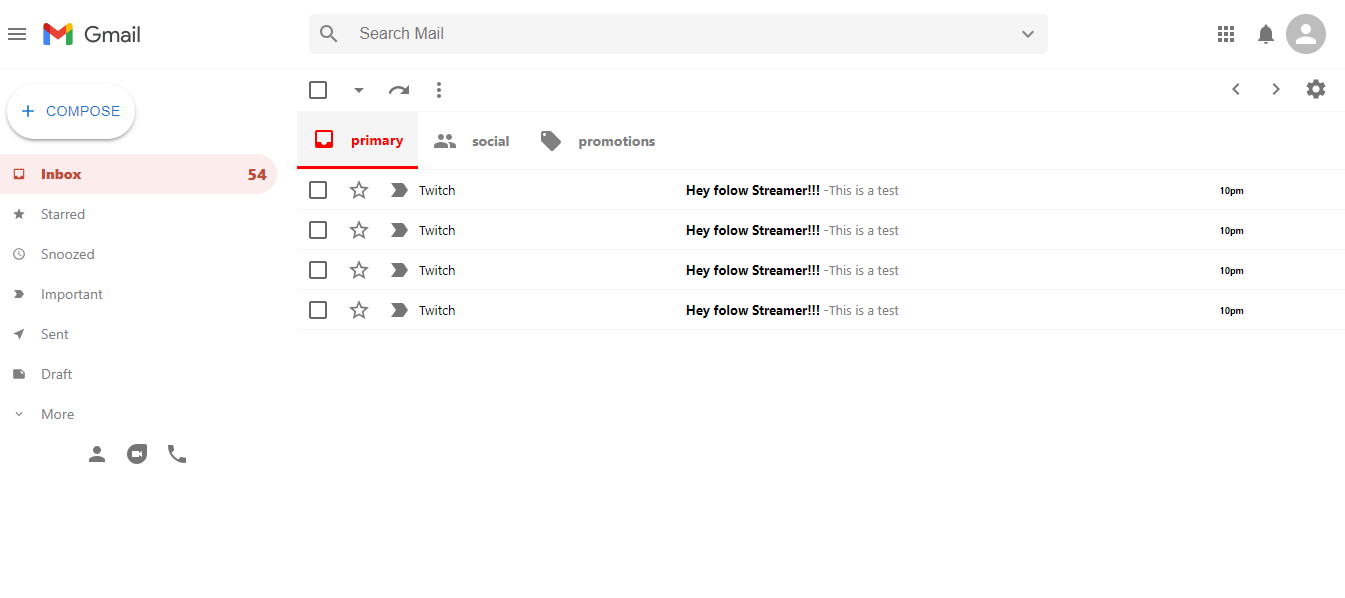 Gmail
Search Mail
COMPOSE
Inbox 54
Starred
Snoozed
Important
Sent
Draft
More
primary social promotions
Twitch Hey folow Streamer!!! -This is a test 10pm
Twitch Hey folow Streamer!!! -This is a test 10pm
Twitch Hey folow Streamer!!! -This is a test 10pm
Twitch Hey folow Streamer!!! -This is a test 10pm